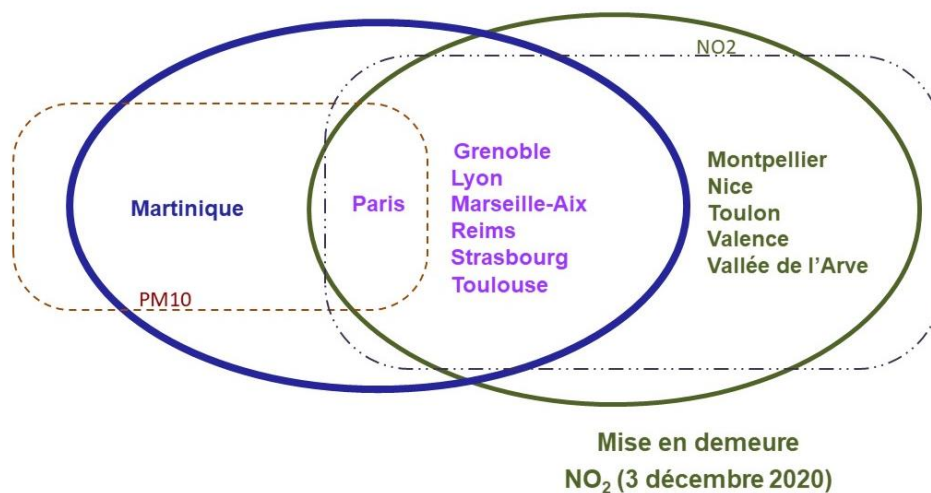 NO2
Martinique
Paris
Grenoble
Lyon
Marseille-Aix
Reims
Strasbourg
Toulouse
Montpellier
Nice
Toulon
Valence
Vallée de l’Arve
PM10
Mise en demeure
NO₂ (3 décembre 2020)